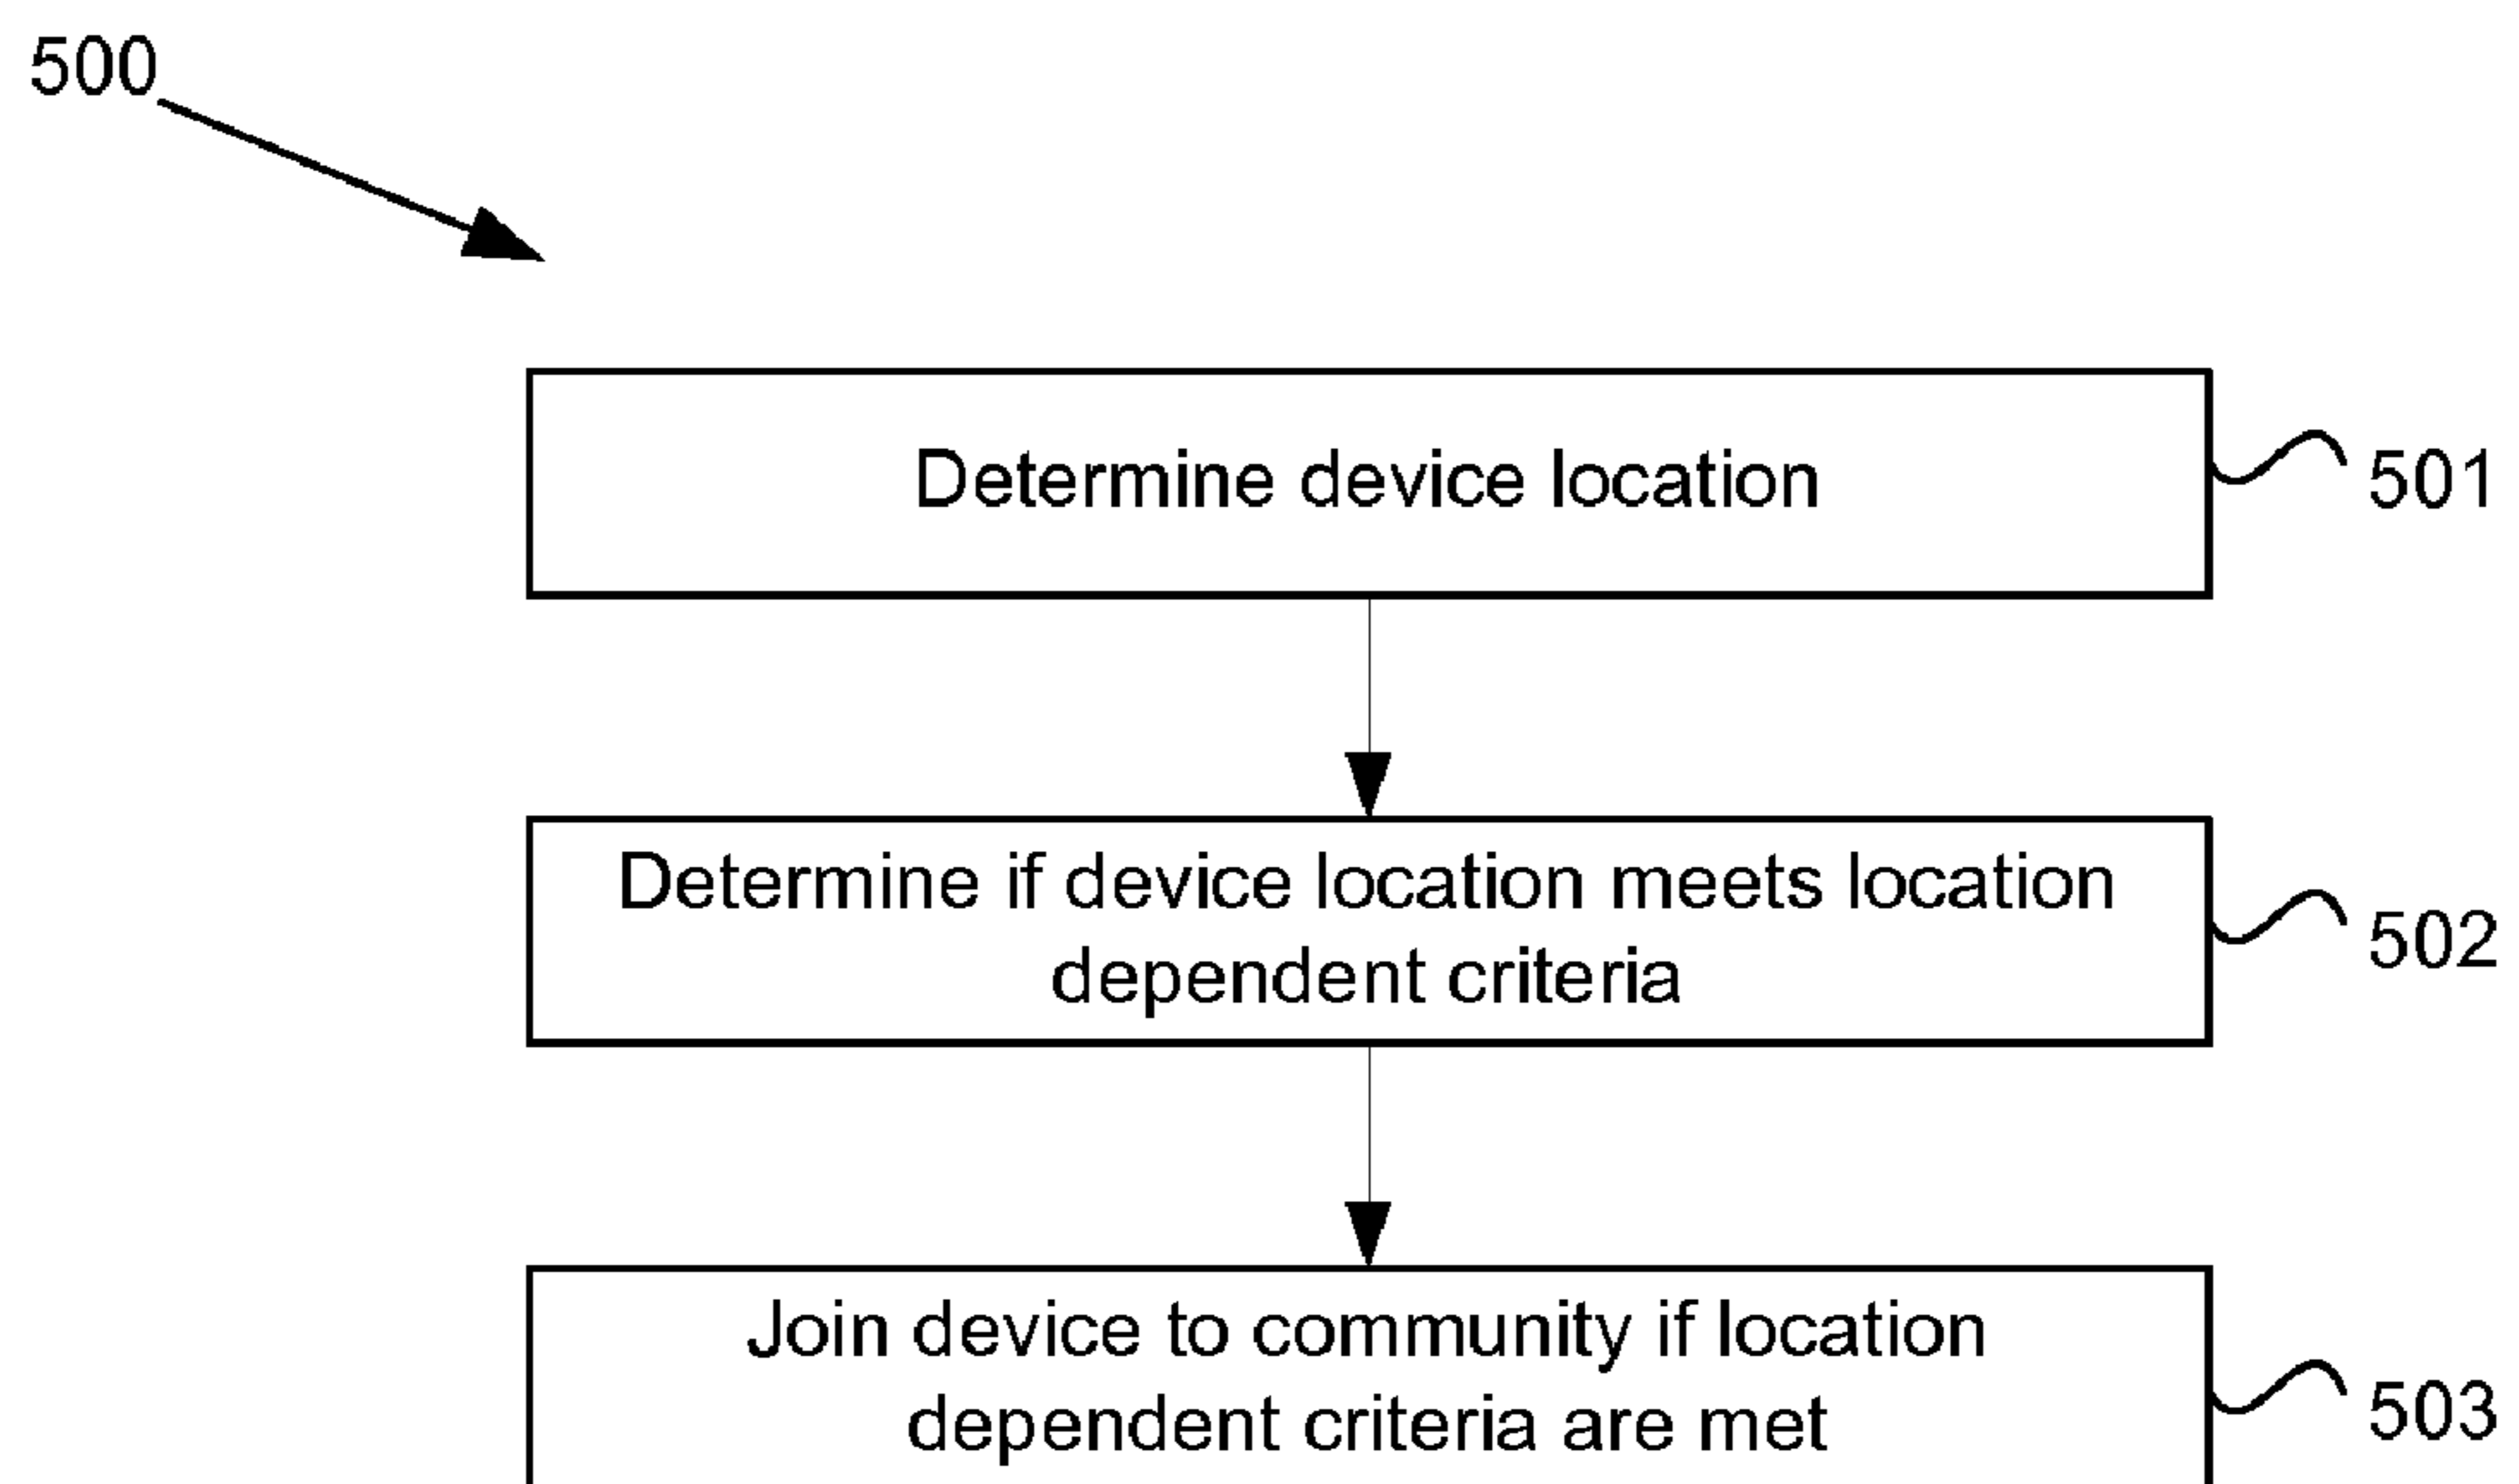 500
Determine device location
501
Determine if device location meets location
dependent criteria
502
Join device to community if location
dependent criteria are met
503